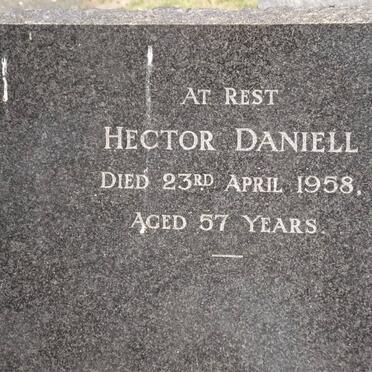 AT REST
HECTOR DANIELL
DIED 23RD APRIL 1958,
AGED 57 YEARS.